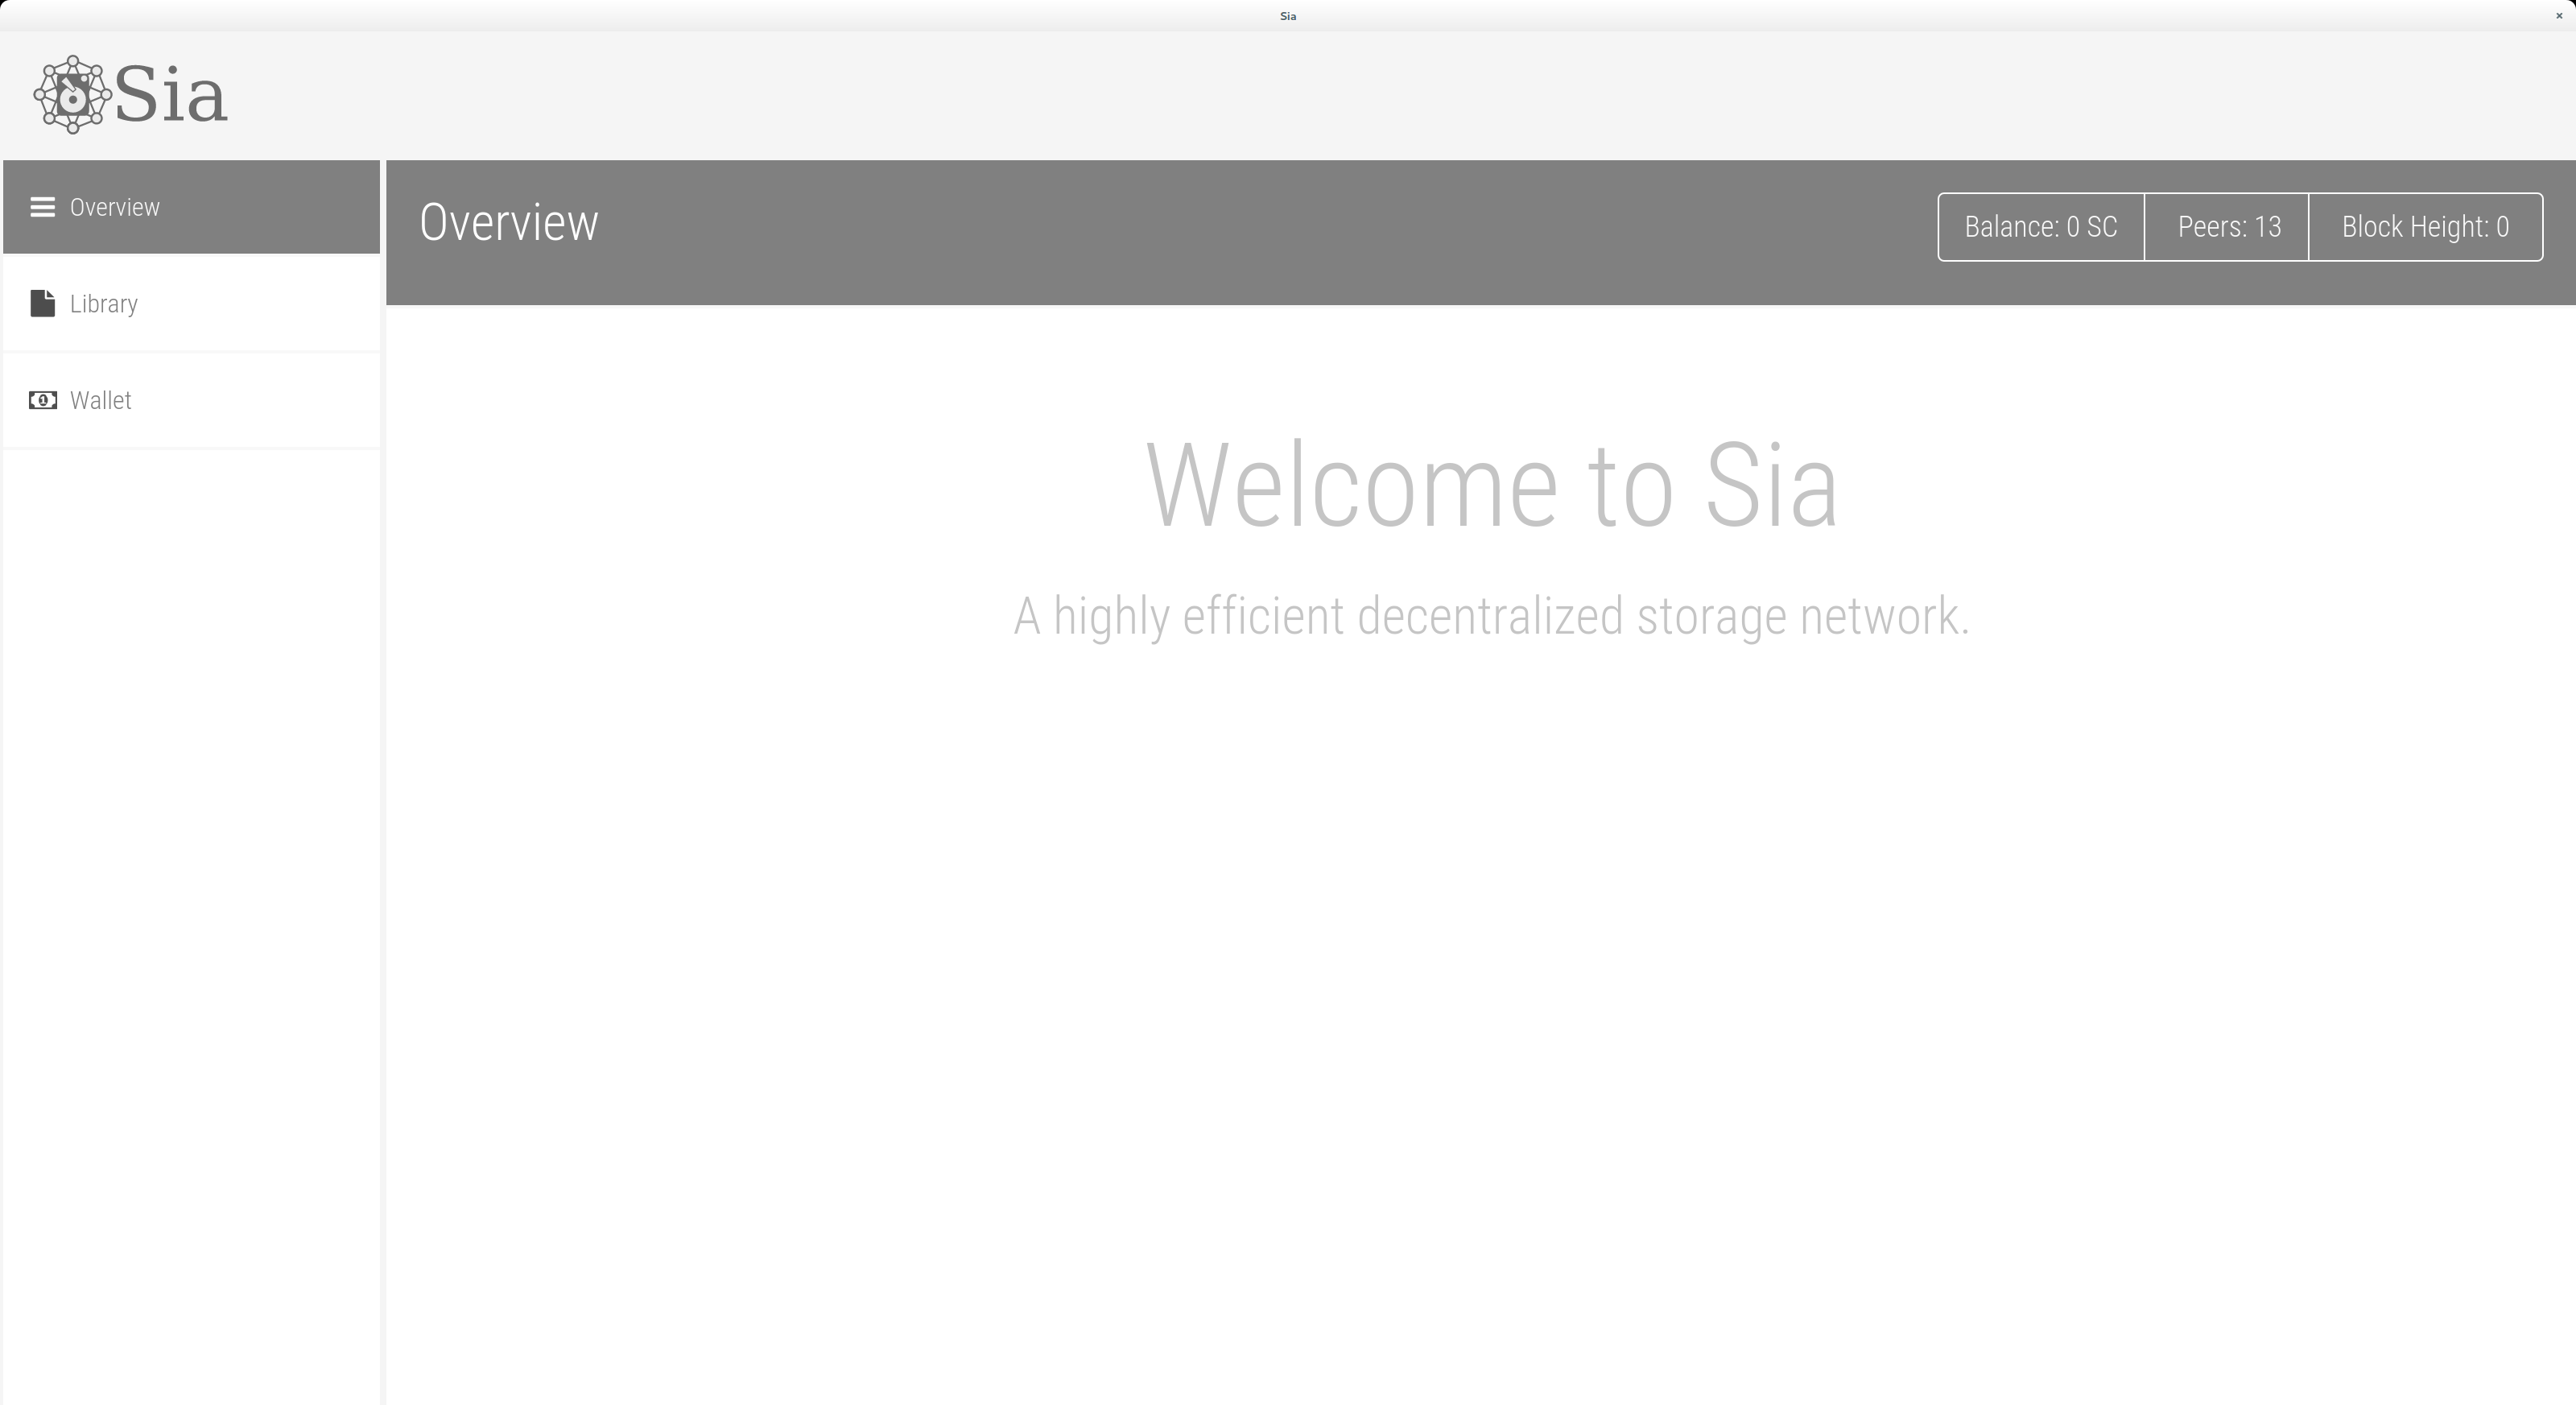 Sia
Sia
Overview
Library
Wallet
Overview
Balance: 0 SC
Peers: 13
Block Height: 0
Welcome to Sia
A highly efficient decentralized storage network.